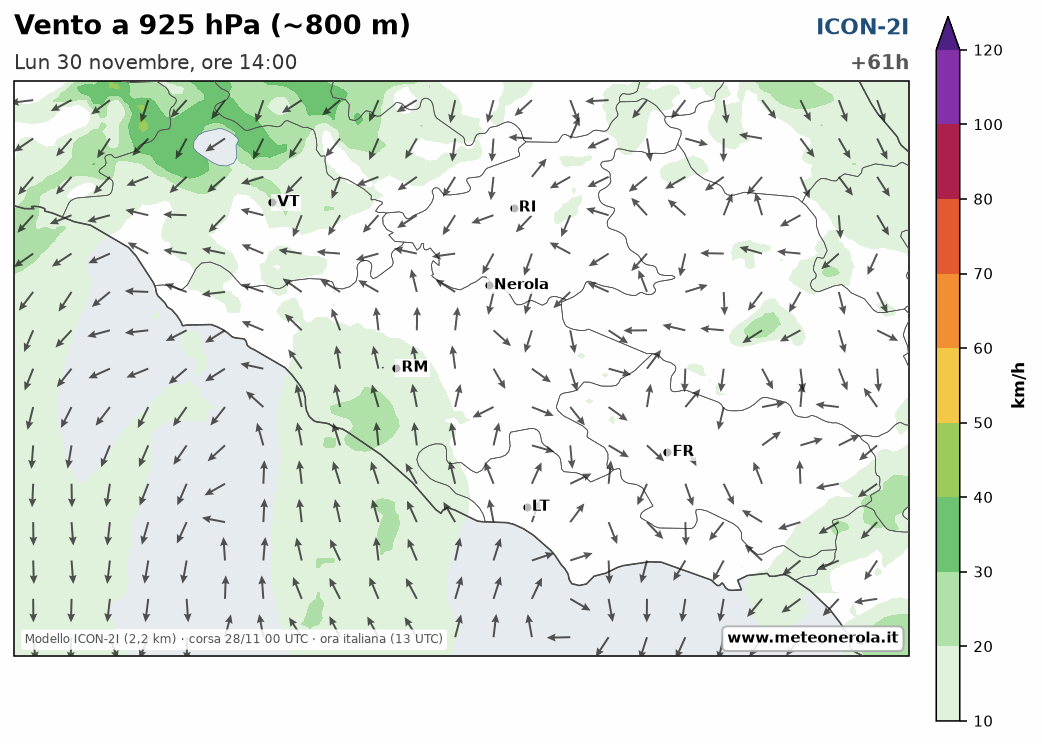 Vento a 925 hPa (~800 m)
ICON-2I
Lun 30 novembre, ore 14:00
+61h
120
100
80
70
60
50
40
30
20
10
km/h
VT
RI
Nerola
RM
FR
LT
Modello ICON-2I (2,2 km) · corsa 28/11 00 UTC · ora italiana (13 UTC)
www.meteonerola.it